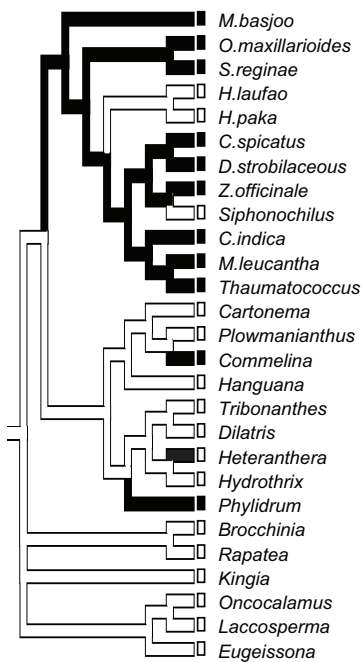 M.basjoo
O.maxillarioides
S.reginae
H.laufao
H.paka
C.spicatus
D.strobilaceous
Z.officinale
Siphonochilus
C.indica
M.leucantha
Thaumatococcus
Cartonema
Plowmanianthus
Commelina
Hanguana
Tribonanthes
Dilatris
Heteranthera
Hydrothrix
Phylidrum
Brocchinia
Rapatea
Kingia
Oncocalamus
Laccosperma
Eugeissona